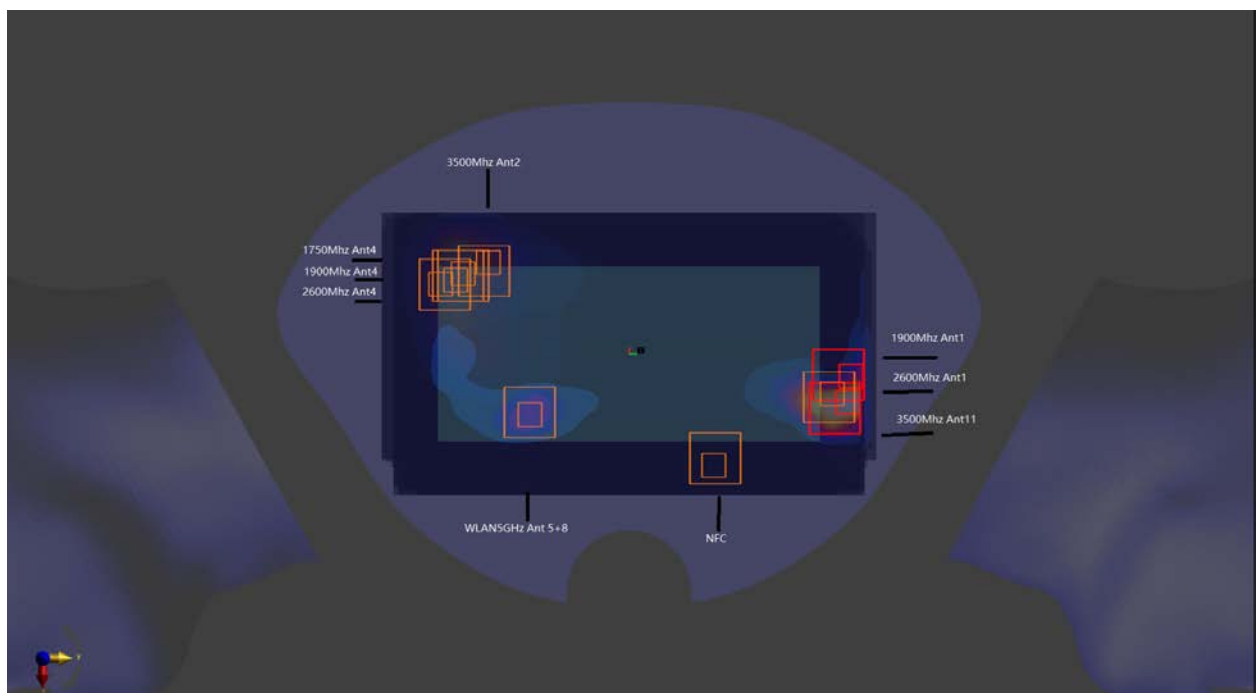 3500Mhz Ant2
1750Mhz Ant4
1900Mhz Ant4
2600Mhz Ant4
1900Mhz Ant1
2600Mhz Ant1
3500Mhz Ant11
WLAN5GHz Ant 5+8
NFC
y